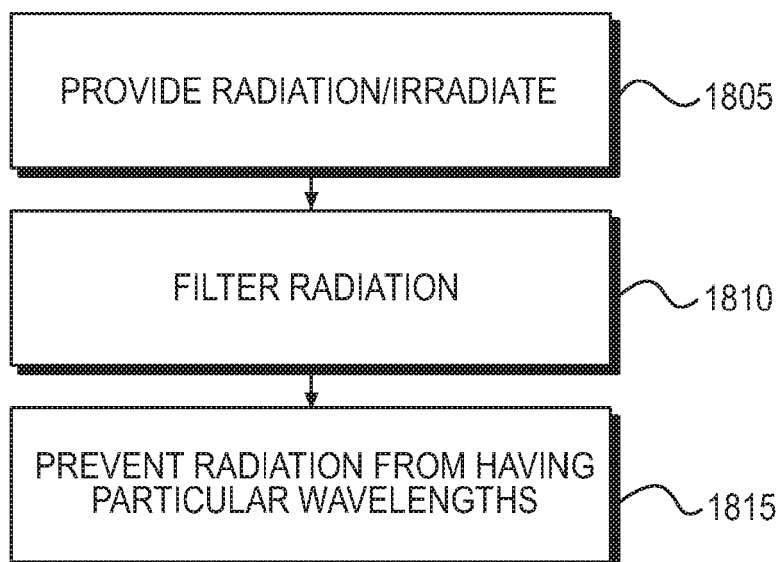 PROVIDE RADIATION/IRRADIATE
1805
FILTER RADIATION
1810
PREVENT RADIATION FROM HAVING
PARTICULAR WAVELENGTHS
1815